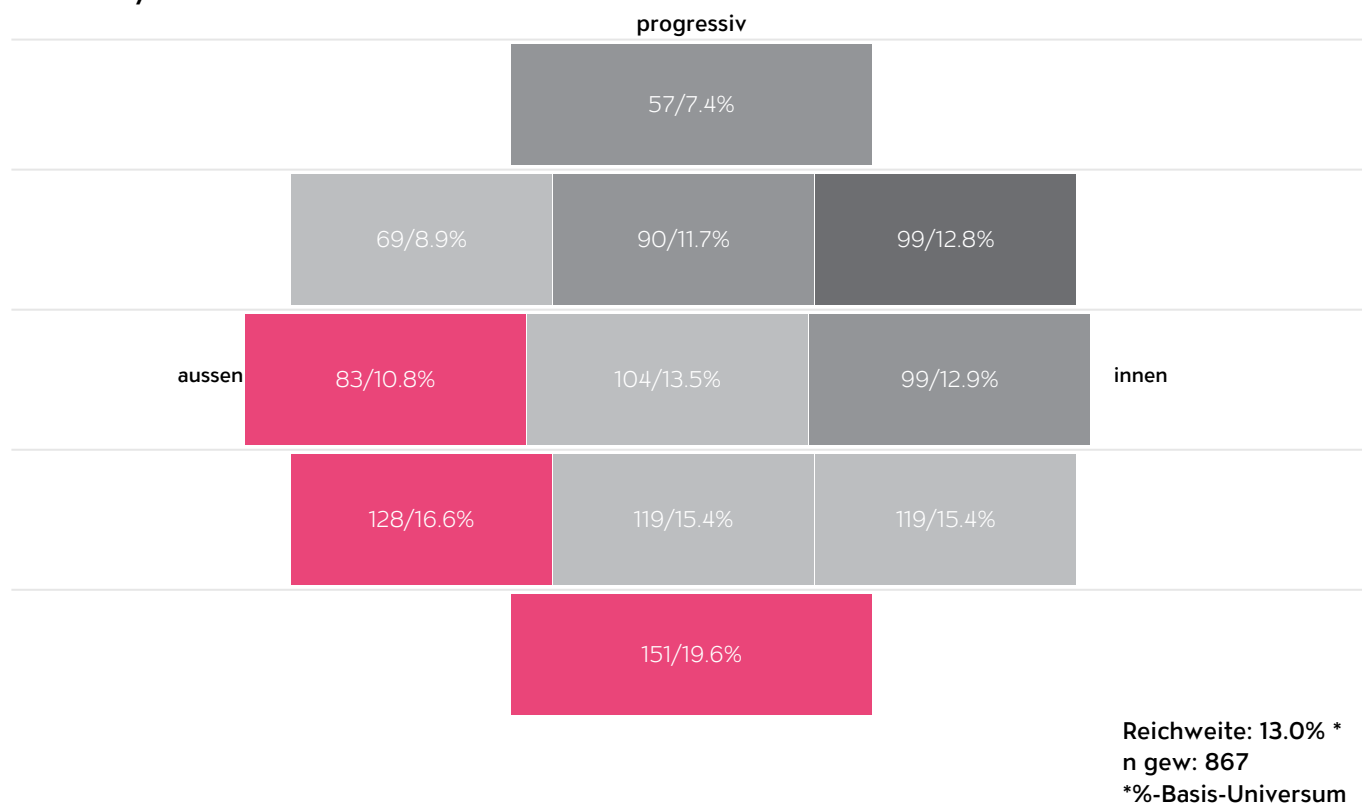 progressiv
57/7.4%
69/8.9% 90/11.7% 99/12.8%
aussen 83/10.8% 104/13.5% 99/12.9% innen
128/16.6% 119/15.4% 119/15.4%
151/19.6%
Reichweite: 13.0% *
n gew: 867
*%-Basis-Universum